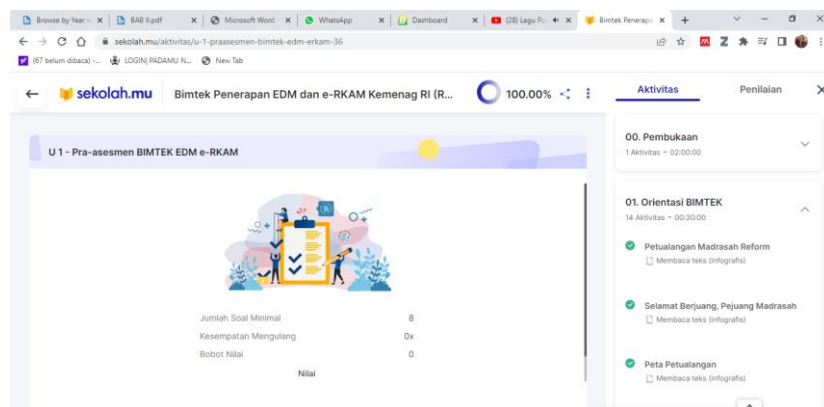 Browse by Year
BAB II.pdf
Microsoft Word
WhatsApp
Dashboard
(28) Lagu Po
Bimtek Penerapa
sekolah.mu/aktivitas/u-1-praasesmen-bimtek-edm-erkam-36
(67 belum dibaca) -...
LOGIN| PADAMU N...
New Tab
sekolah.mu
Bimtek Penerapan EDM dan e-RKAM Kemenag RI (R...
100.00%
Aktivitas
Penilaian
U 1 - Pra-asesmen BIMTEK EDM e-RKAM
Jumlah Soal Minimal 8
Kesempatan Mengulang 0x
Bobot Nilai 0
Nilai
00. Pembukaan
1 Aktivitas - 02:00:00
01. Orientasi BIMTEK
14 Aktivitas - 00:30:00
Petualangan Madrasah Reform
Membaca teks (infografis)
Selamat Berjuang, Pejuang Madrasah
Membaca teks (infografis)
Peta Petualangan
Membaca teks (infografis)